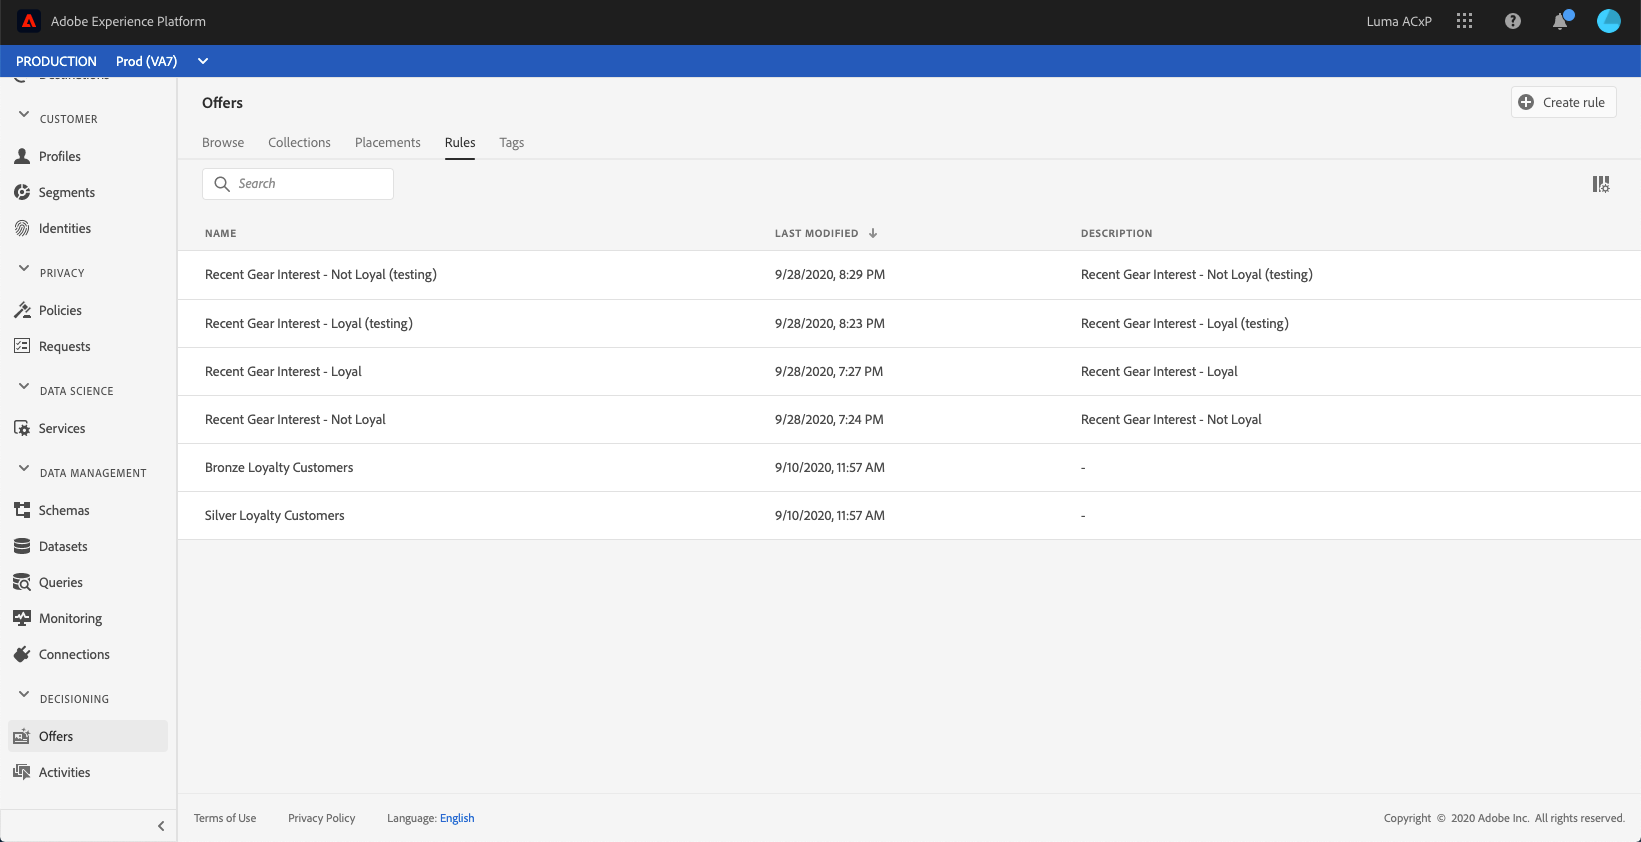 Adobe Experience Platform
Luma ACxP
PRODUCTION Prod (VA7)
Destinations
CUSTOMER
Profiles
Segments
Identities
PRIVACY
Policies
Requests
DATA SCIENCE
Services
DATA MANAGEMENT
Schemas
Datasets
Queries
Monitoring
Connections
DECISIONING
Offers
Activities
Offers
Create rule
Browse Collections Placements Rules Tags
Search
NAME LAST MODIFIED DESCRIPTION
Recent Gear Interest - Not Loyal (testing) 9/28/2020, 8:29 PM Recent Gear Interest - Not Loyal (testing)
Recent Gear Interest - Loyal (testing) 9/28/2020, 8:23 PM Recent Gear Interest - Loyal (testing)
Recent Gear Interest - Loyal 9/28/2020, 7:27 PM Recent Gear Interest - Loyal
Recent Gear Interest - Not Loyal 9/28/2020, 7:24 PM Recent Gear Interest - Not Loyal
Bronze Loyalty Customers 9/10/2020, 11:57 AM -
Silver Loyalty Customers 9/10/2020, 11:57 AM -
Terms of Use Privacy Policy Language: English
Copyright © 2020 Adobe Inc. All rights reserved.